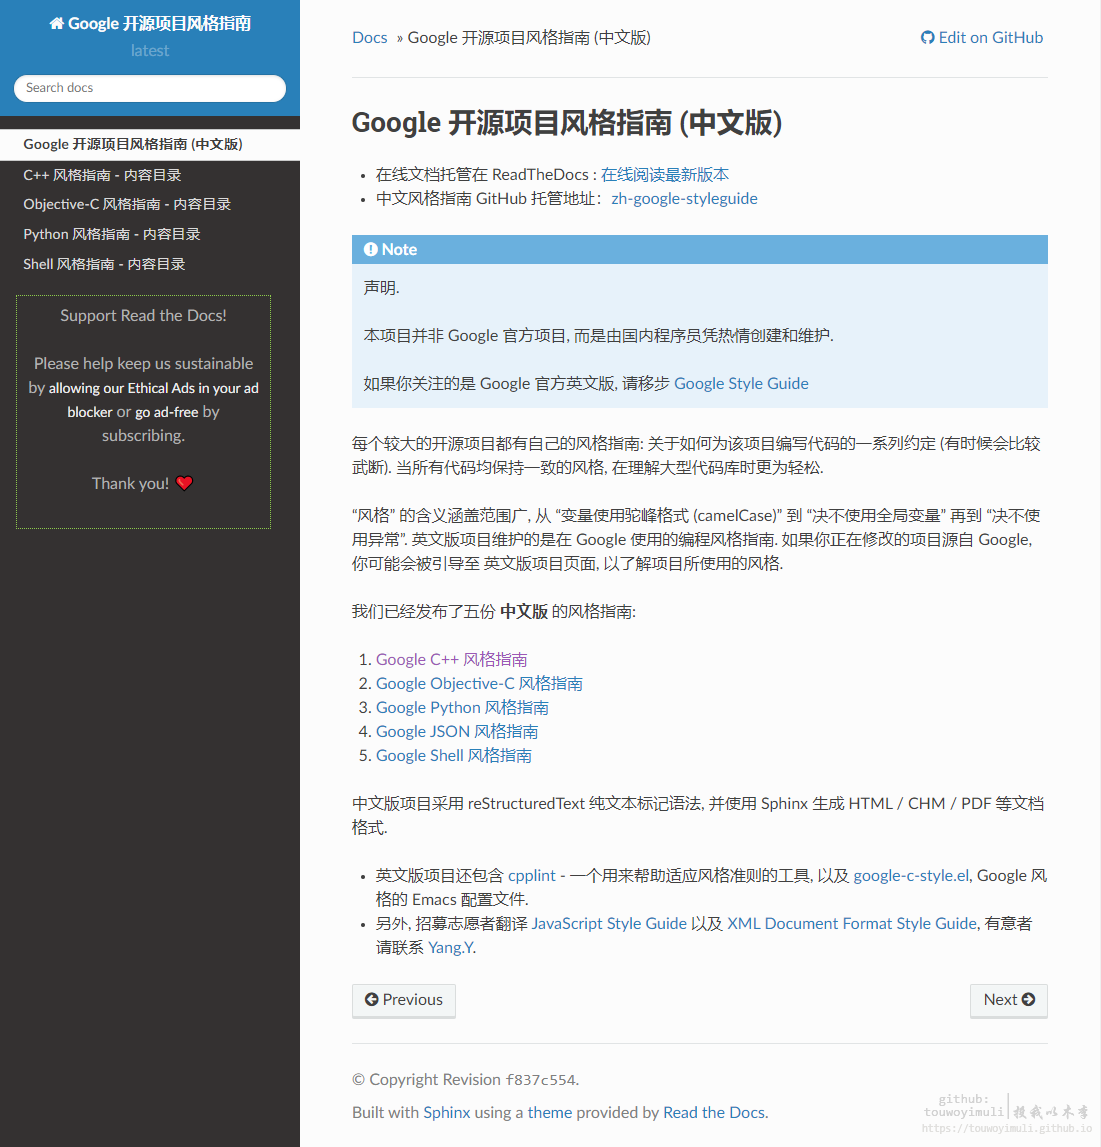 Google 开源项目风格指南
latest
Search docs
Google 开源项目风格指南 (中文版)
C++ 风格指南 - 内容目录
Objective-C 风格指南 - 内容目录
Python 风格指南 - 内容目录
Shell 风格指南 - 内容目录
Support Read the Docs!
Please help keep us sustainable
by allowing our Ethical Ads in your ad
blocker or go ad-free by
subscribing.
Thank you!
Docs » Google 开源项目风格指南 (中文版)
Edit on GitHub
Google 开源项目风格指南 (中文版)
• 在线文档托管在 ReadTheDocs : 在线阅读最新版本
• 中文风格指南 GitHub 托管地址：zh-google-styleguide
Note
声明.
本项目并非 Google 官方项目, 而是由国内程序员凭热情创建和维护.
如果你关注的是 Google 官方英文版, 请移步 Google Style Guide
每个较大的开源项目都有自己的风格指南: 关于如何为该项目编写代码的一系列约定 (有时候会比较
武断). 当所有代码均保持一致的风格, 在理解大型代码库时更为轻松.
“风格” 的含义涵盖范围广, 从 “变量使用驼峰格式 (camelCase)” 到 “决不使用全局变量” 再到 “决不使
用异常”. 英文版项目维护的是在 Google 使用的编程风格指南. 如果你正在修改的项目源自 Google,
你可能会被引导至 英文版项目页面, 以了解项目所使用的风格.
我们已经发布了五份 中文版 的风格指南:
1. Google C++ 风格指南
2. Google Objective-C 风格指南
3. Google Python 风格指南
4. Google JSON 风格指南
5. Google Shell 风格指南
中文版项目采用 reStructuredText 纯文本标记语法, 并使用 Sphinx 生成 HTML / CHM / PDF 等文档
格式.
• 英文版项目还包含 cpplint - 一个用来帮助适应风格准则的工具, 以及 google-c-style.el, Google 风
格的 Emacs 配置文件.
• 另外, 招募志愿者翻译 JavaScript Style Guide 以及 XML Document Format Style Guide, 有意者
请联系 Yang.Y.
Previous
Next
© Copyright Revision f837c554.
Built with Sphinx using a theme provided by Read the Docs.
github:
touwoyimuli
投我以木李
https://touwoyimuli.github.io